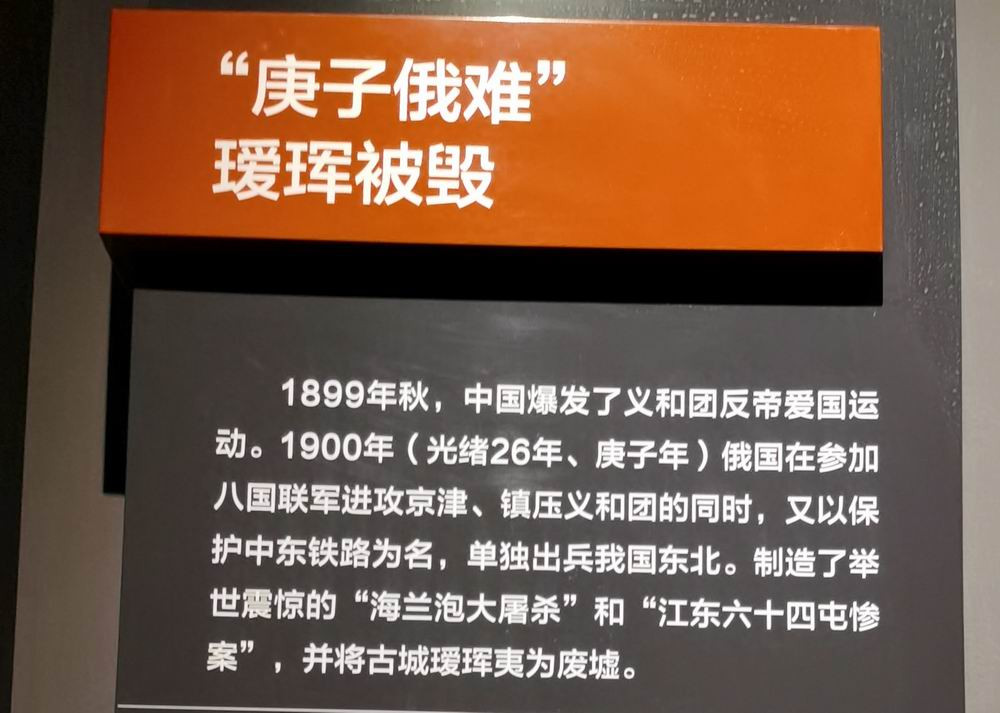 “庚子俄难”
瑷珲被毁
1899年秋，中国爆发了义和团反帝爱国运
动。1900年（光绪26年、庚子年）俄国在参加
八国联军进攻京津、镇压义和团的同时，又以保
护中东铁路为名，单独出兵我国东北。制造了举
世震惊的“海兰泡大屠杀”和“江东六十四屯惨
案”，并将古城瑷珲夷为废墟。